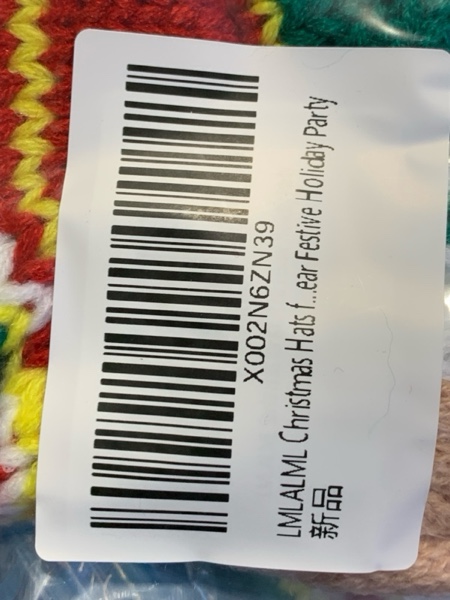 X002N6ZN39
LMLALML Christmas Hats f...ear Festive Holiday Party
新品